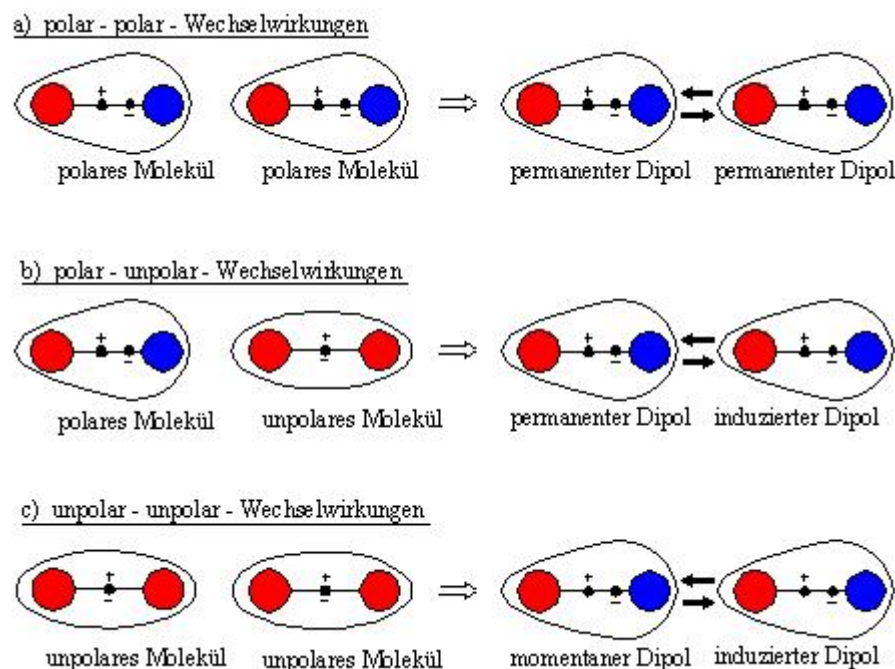 a) polar - polar - Wechselwirkungen
+ - + - + - + -
polares Molekül polares Molekül permanenter Dipol permanenter Dipol
b) polar - unpolar - Wechselwirkungen
+ - + - + - + -
polares Molekül unpolares Molekül permanenter Dipol induzierter Dipol
c) unpolar - unpolar - Wechselwirkungen
+ - + - + - + -
unpolares Molekül unpolares Molekül momentaner Dipol induzierter Dipol